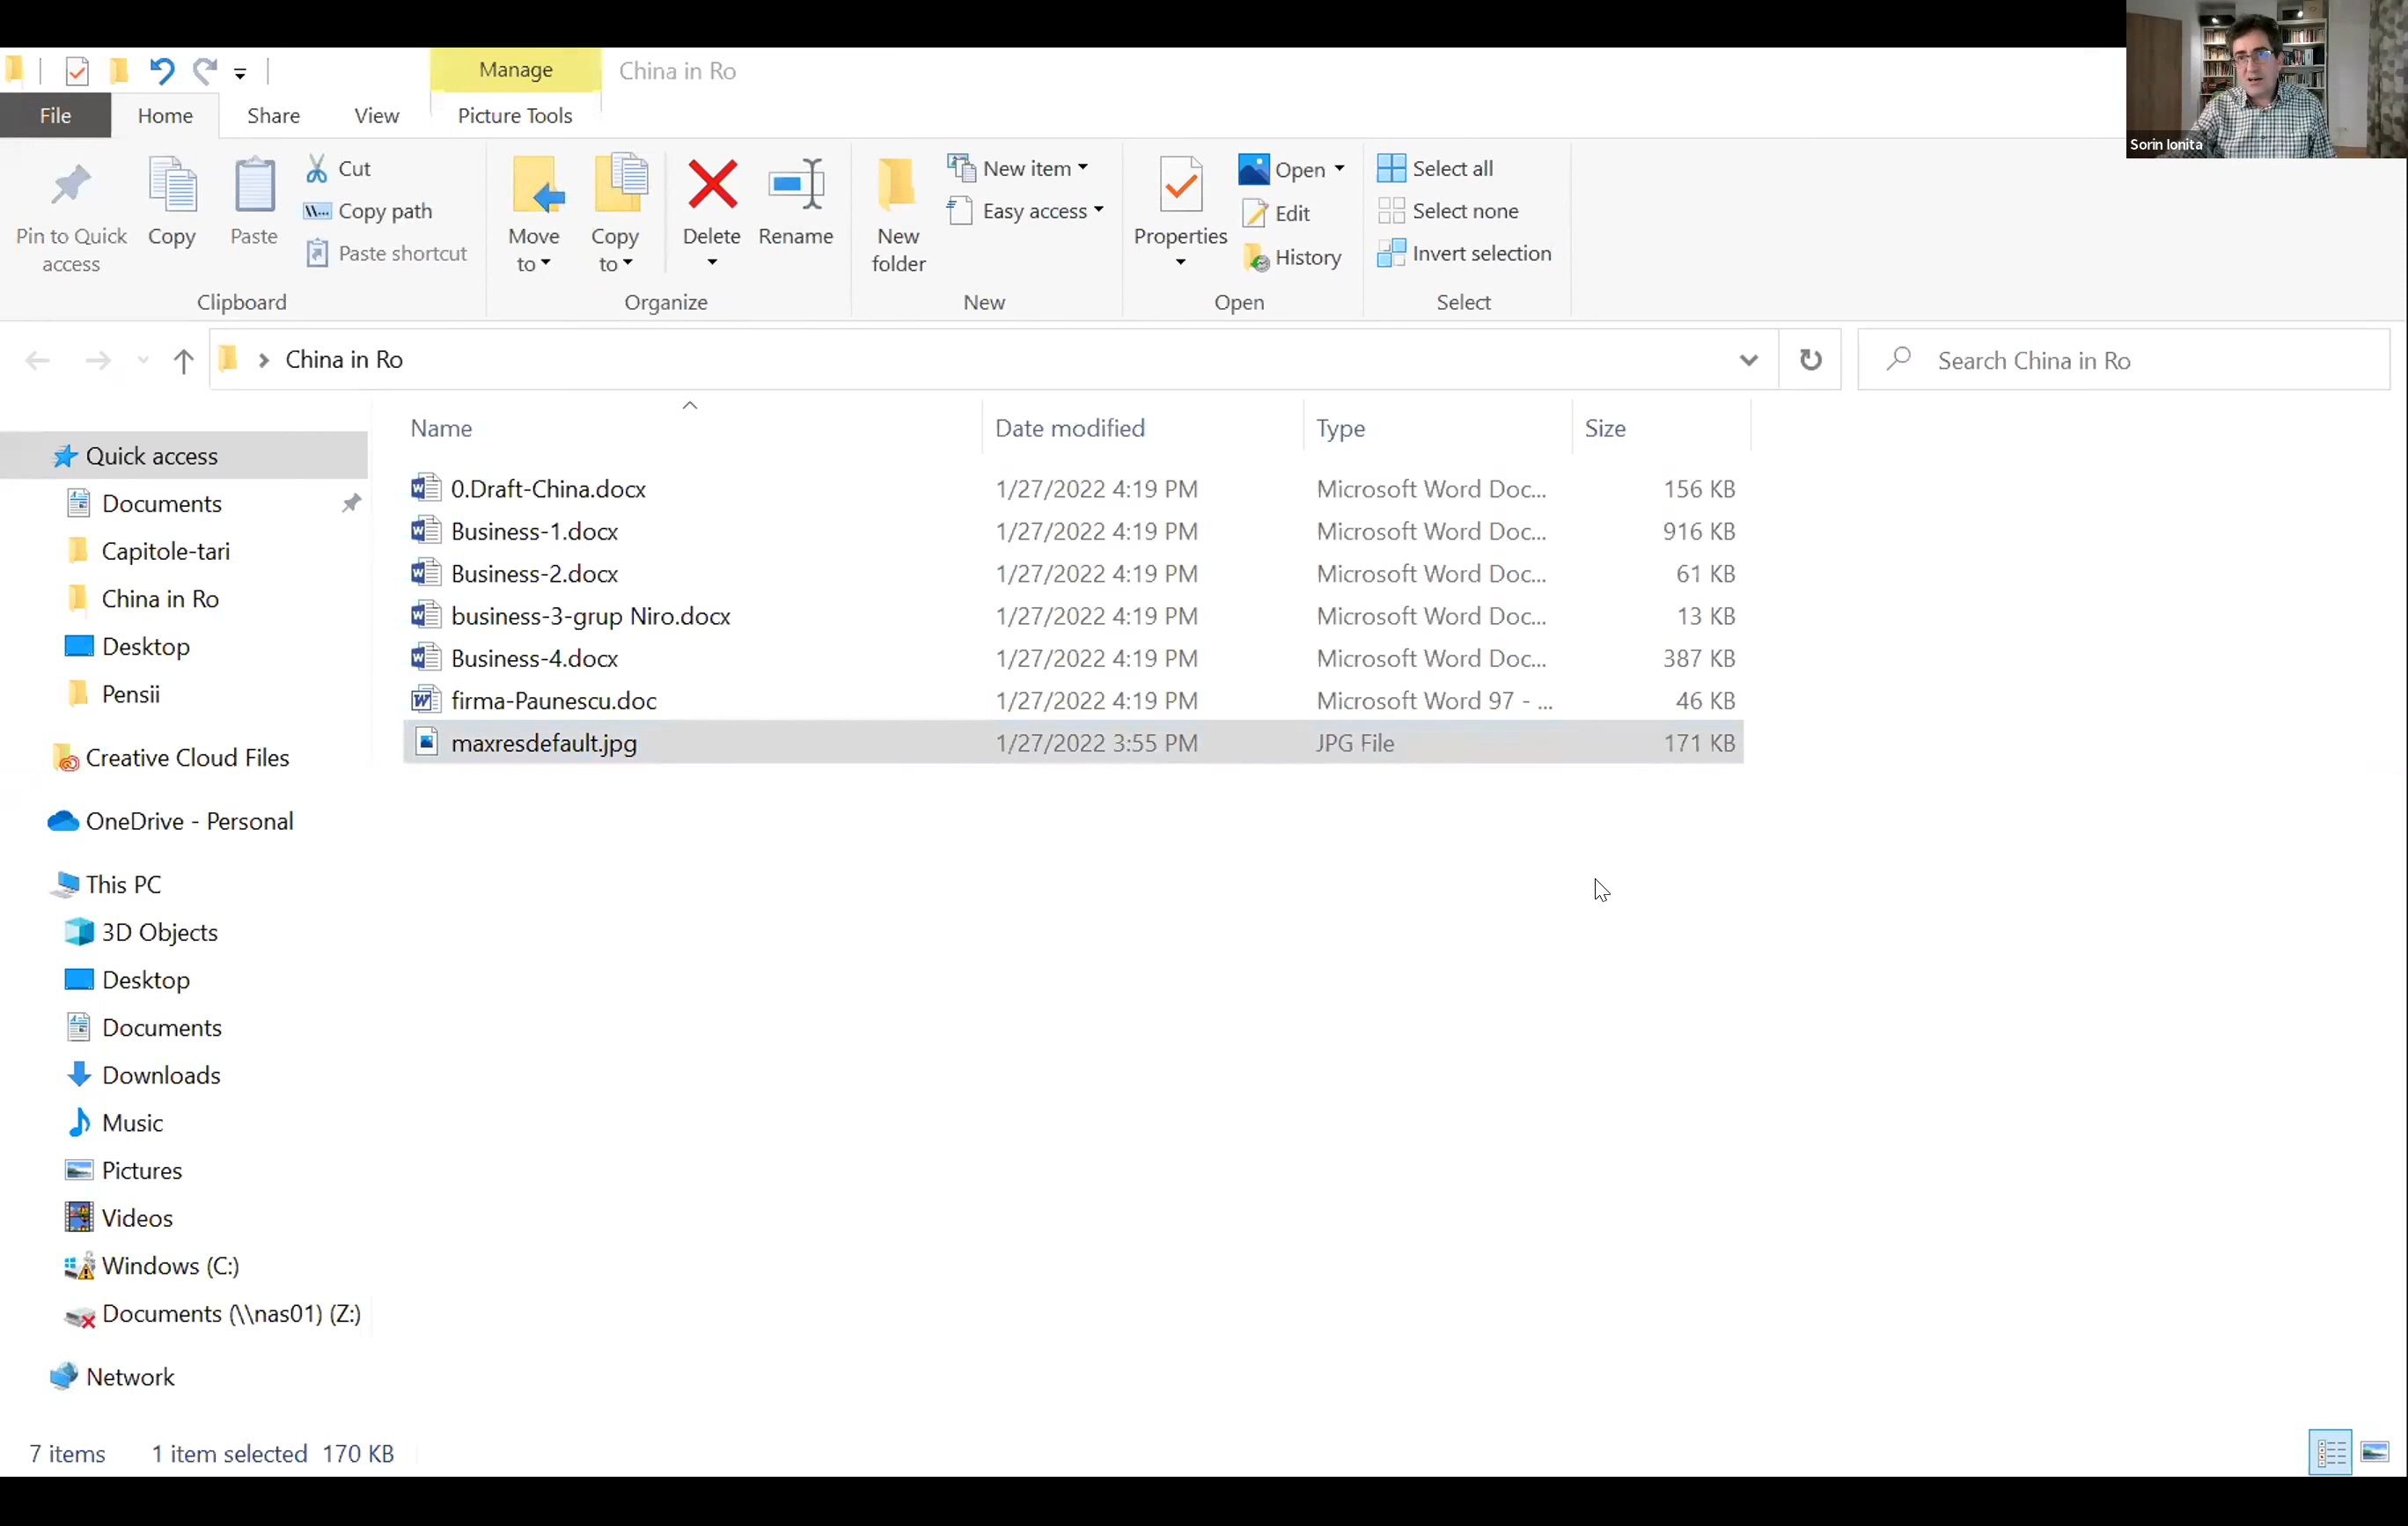 Manage
China in Ro
Sorin Ionita
File
Home
Share
View
Picture Tools
Pin to Quick access
Copy
Paste
Cut
Copy path
Paste shortcut
Clipboard
Move to
Copy to
Delete
Rename
Organize
New folder
New item
Easy access
New
Properties
Open
Edit
History
Open
Select all
Select none
Invert selection
Select
China in Ro
Search China in Ro
Name
Date modified
Type
Size
0.Draft-China.docx 1/27/2022 4:19 PM Microsoft Word Doc... 156 KB
Business-1.docx 1/27/2022 4:19 PM Microsoft Word Doc... 916 KB
Business-2.docx 1/27/2022 4:19 PM Microsoft Word Doc... 61 KB
business-3-grup Niro.docx 1/27/2022 4:19 PM Microsoft Word Doc... 13 KB
Business-4.docx 1/27/2022 4:19 PM Microsoft Word Doc... 387 KB
firma-Paunescu.doc 1/27/2022 4:19 PM Microsoft Word 97 - ... 46 KB
maxresdefault.jpg 1/27/2022 3:55 PM JPG File 171 KB
Quick access
Documents
Capitole-tari
China in Ro
Desktop
Pensii
Creative Cloud Files
OneDrive - Personal
This PC
3D Objects
Desktop
Documents
Downloads
Music
Pictures
Videos
Windows (C:)
Documents (\\nas01) (Z:)
Network
7 items
1 item selected 170 KB